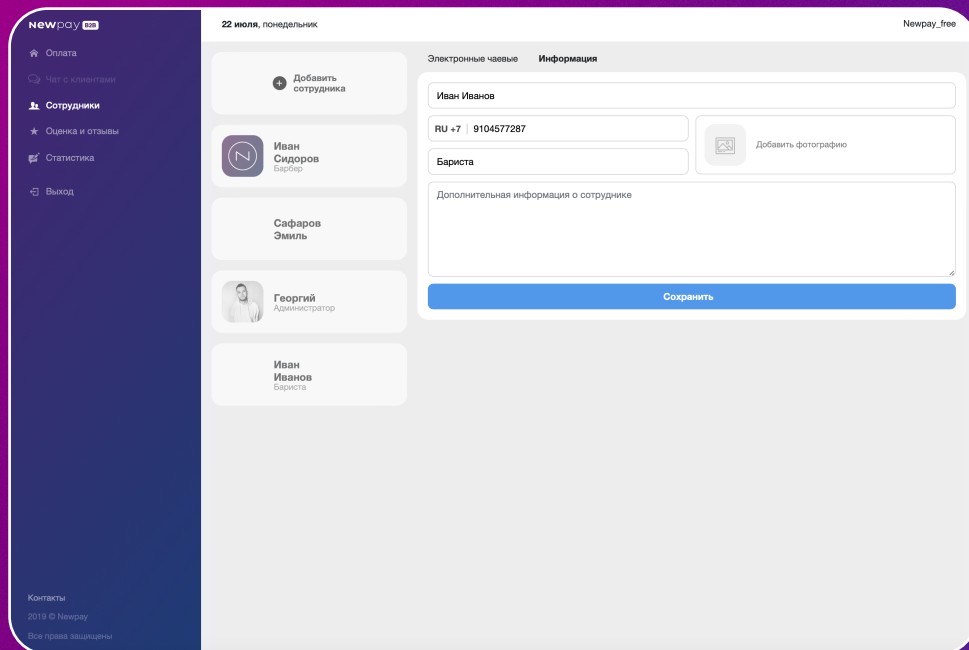 Newpay B2B
22 июля, понедельник
Newpay_free
Оплата
Чат с клиентами
Сотрудники
Оценка и отзывы
Статистика
Выход
Контакты
2019 © Newpay
Все права защищены
Добавить
сотрудника
Иван
Сидоров
Барбер
Сафаров
Эмиль
Георгий
Администратор
Иван
Иванов
Бариста
Электронные чаевые Информация
Иван Иванов
RU +7 9104577287
Добавить фотографию
Бариста
Дополнительная информация о сотруднике
Сохранить